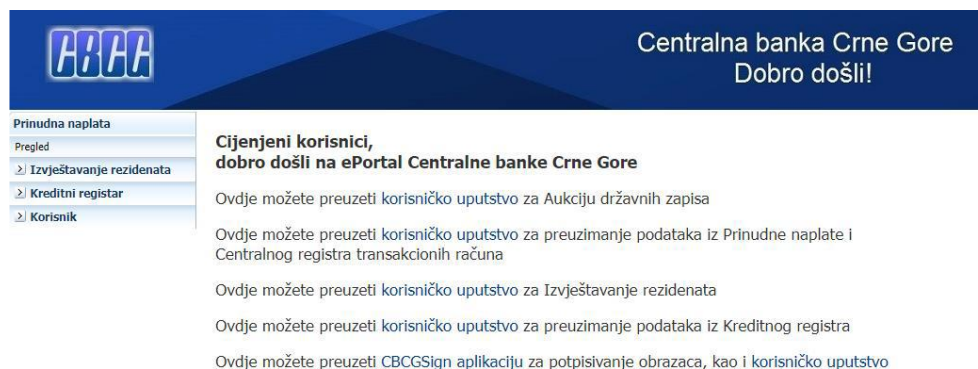 CBCG
Centralna banka Crne Gore
Dobro došli!
Prinudna naplata
Pregled
Izvještavanje rezidenata
Kreditni registar
Korisnik
Cijenjeni korisnici,
dobro došli na ePortal Centralne banke Crne Gore
Ovdje možete preuzeti korisničko uputstvo za Aukciju državnih zapisa
Ovdje možete preuzeti korisničko uputstvo za preuzimanje podataka iz Prinudne naplate i
Centralnog registra transakcionih računa
Ovdje možete preuzeti korisničko uputstvo za Izvještavanje rezidenata
Ovdje možete preuzeti korisničko uputstvo za preuzimanje podataka iz Kreditnog registra
Ovdje možete preuzeti CBCGSign aplikaciju za potpisivanje obrazaca, kao i korisničko uputstvo